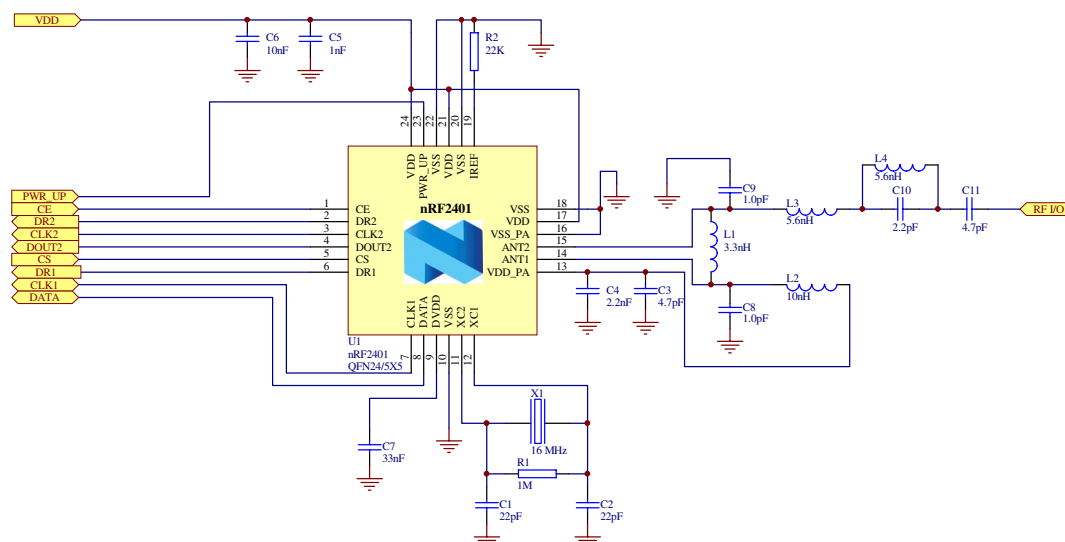 VDD
C6
10nF
C5
1nF
R2
22K
24
23
22
21
20
19
VDD
PWR_UP
VSS
VDD
VSS
IREF
nRF2401
PWR_UP
CE
DR2
CLK2
DOUT2
CS
DR1
CLK1
DATA
1
2
3
4
5
6
CE
DR2
CLK2
DOUT2
CS
DR1
VSS
VDD
VSS_PA
ANT2
ANT1
VDD_PA
18
17
16
15
14
13
CLK1
DATA
DVDD
VSS
XC2
XC1
7
8
9
10
11
12
U1
nRF2401
QFN24/5X5
C9
1.0pF
L1
3.3nH
L3
5.6nH
L4
5.6nH
C10
2.2pF
C11
4.7pF
RF I/O
L2
10nH
C4
2.2nF
C3
4.7pF
C8
1.0pF
C7
33nF
X1
16 MHz
R1
1M
C1
22pF
C2
22pF